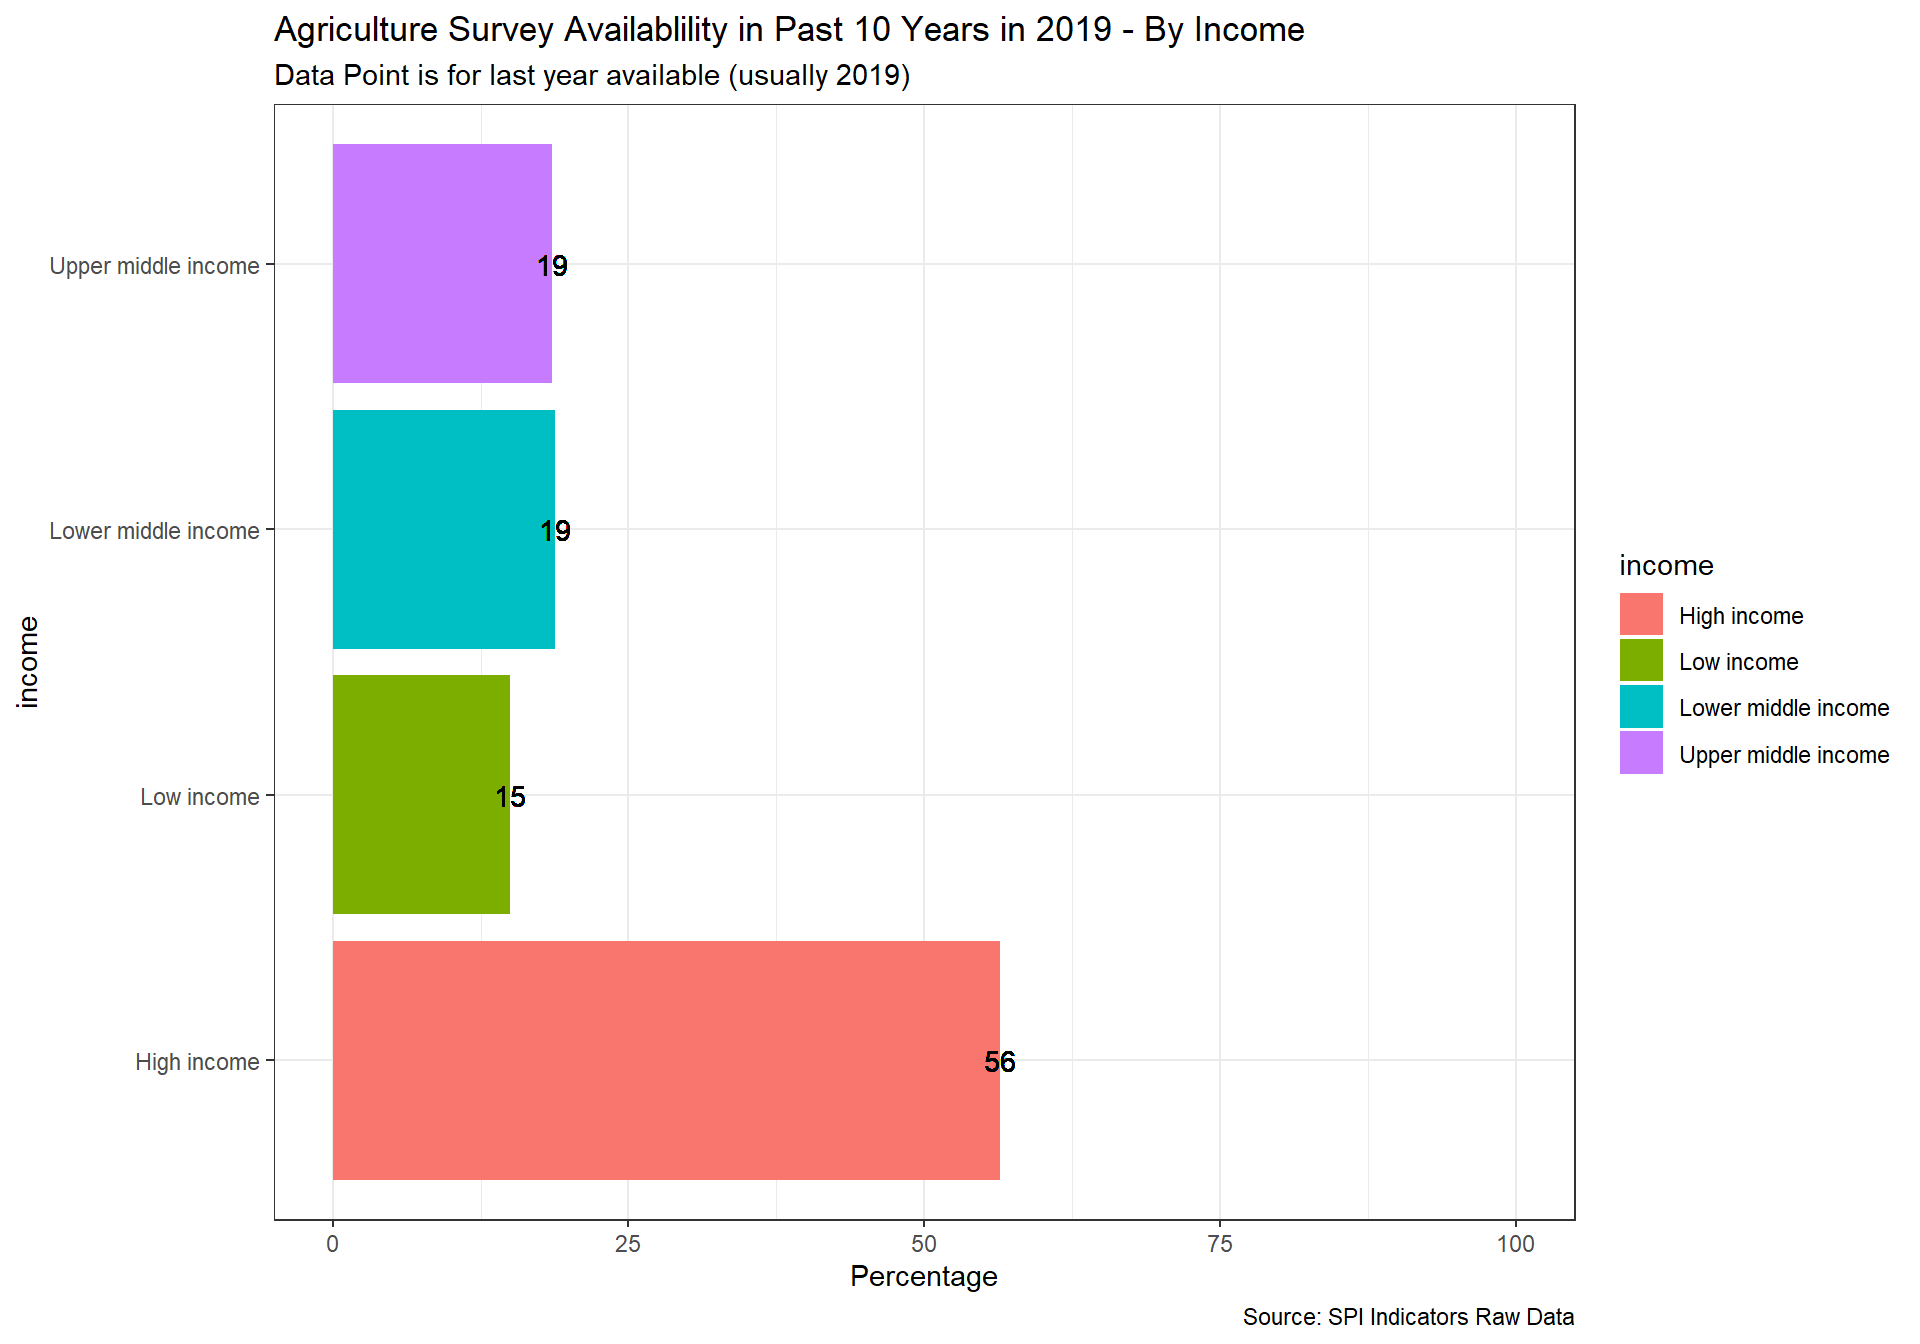 Agriculture Survey Availablility in Past 10 Years in 2019 - By Income
Data Point is for last year available (usually 2019)
Upper middle income
19
Lower middle income
19
Low income
15
High income
56
income
0 25 50 75 100
Percentage
income
High income
Low income
Lower middle income
Upper middle income
Source: SPI Indicators Raw Data